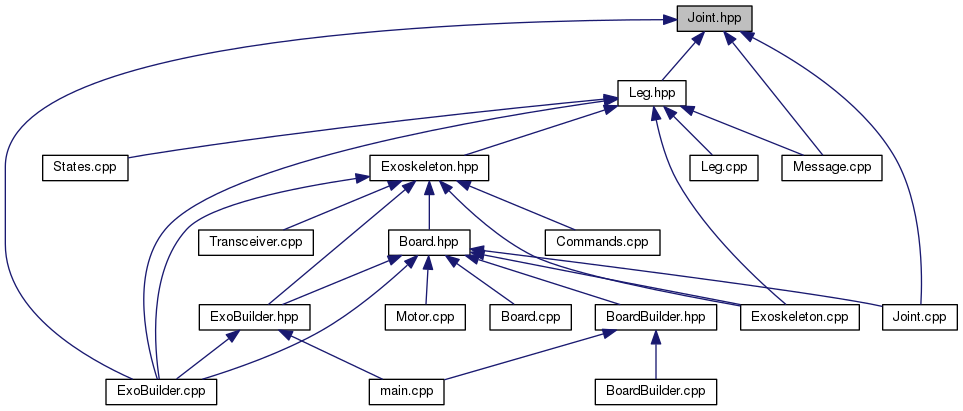 Joint.hpp
Leg.hpp
States.cpp
Exoskeleton.hpp
Leg.cpp
Message.cpp
Transceiver.cpp
Board.hpp
Commands.cpp
ExoBuilder.hpp
Motor.cpp
Board.cpp
BoardBuilder.hpp
Exoskeleton.cpp
Joint.cpp
ExoBuilder.cpp
main.cpp
BoardBuilder.cpp